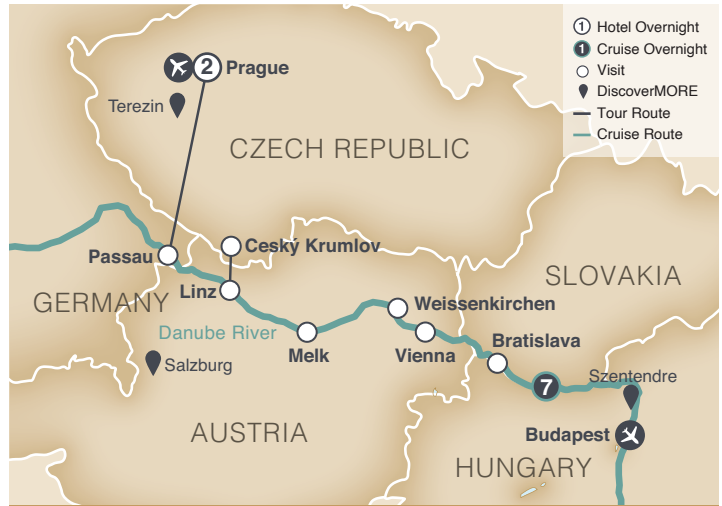 1 Hotel Overnight
1 Cruise Overnight
Visit
DiscoverMORE
Tour Route
Cruise Route
2 Prague
Terezin
CZECH REPUBLIC
Ceský Krumlov
Passau
SLOVAKIA
Linz
GERMANY
Weissenkirchen
Danube River
Melk
Vienna
Bratislava
Salzburg
Szentendre
7
AUSTRIA
Budapest
HUNGARY